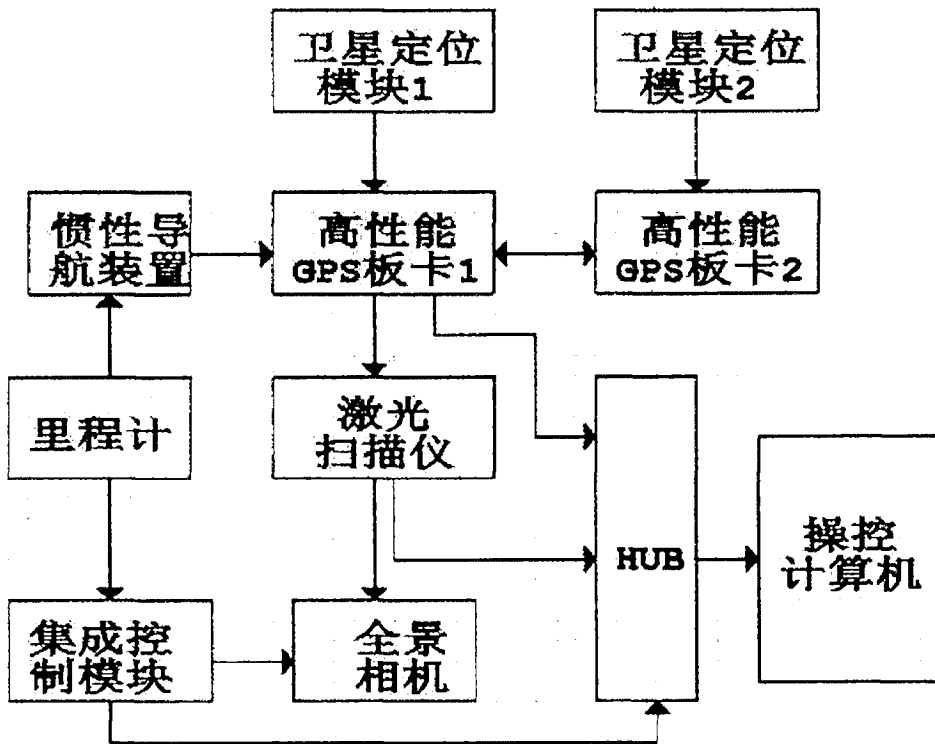 卫星定位
模块1
卫星定位
模块2
惯性导
航装置
高性能
GPS板卡1
高性能
GPS板卡2
里程计
激光
扫描仪
HUB
操控
计算机
集成控
制模块
全景
相机